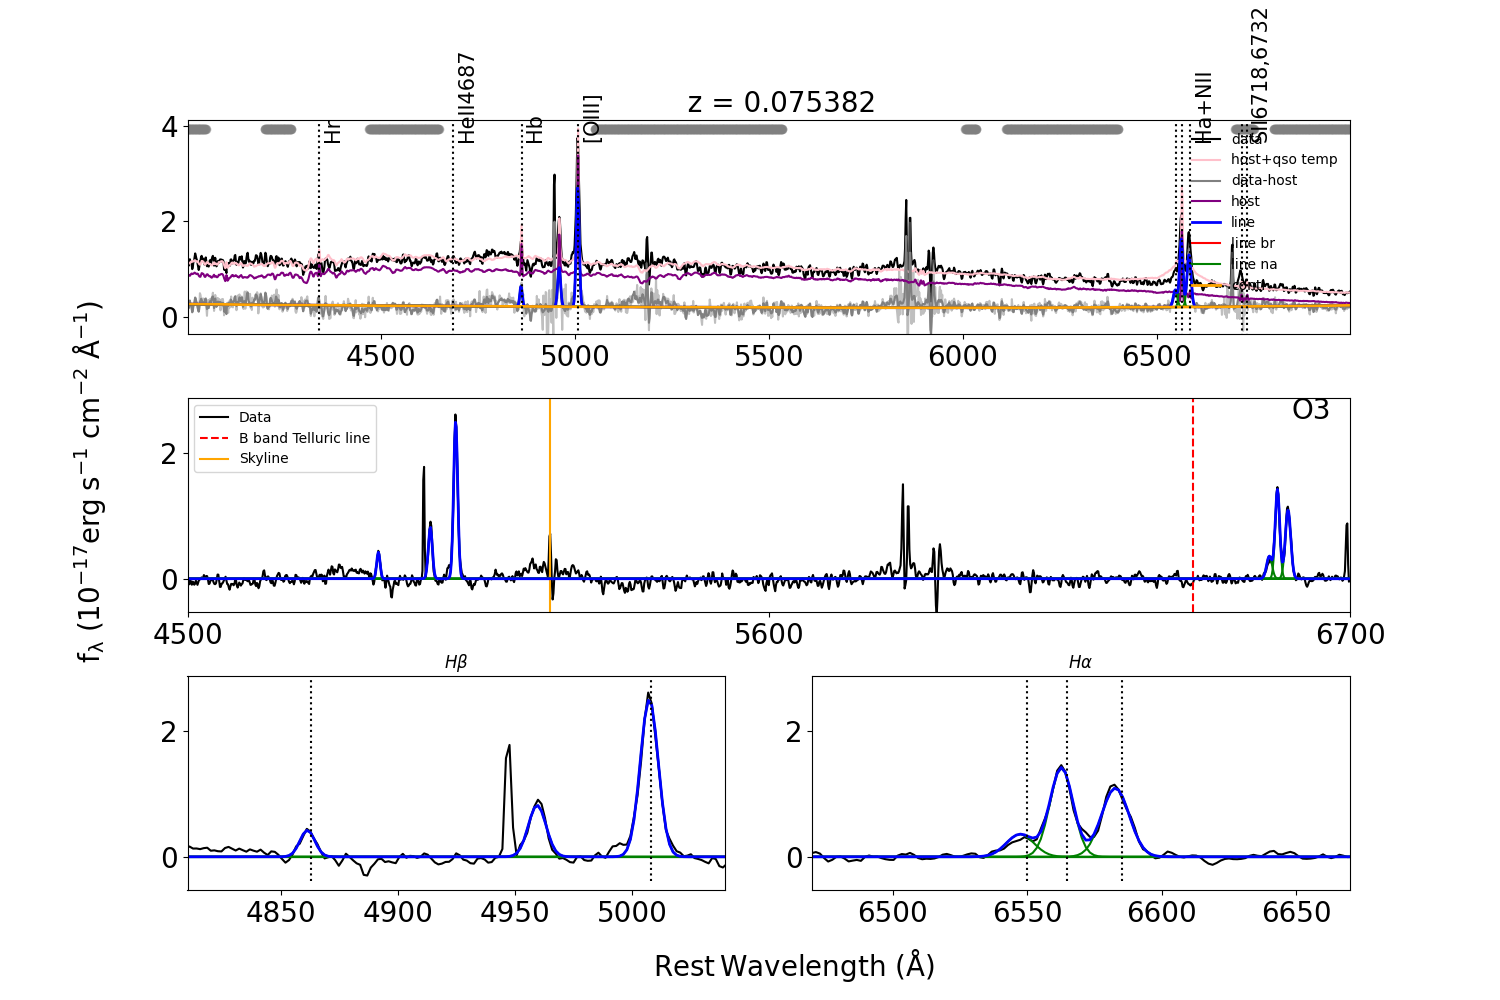 z = 0.075382
Hr
HeII4687
Hb
[OIII]
Ha+NII
SII6718,6732
4
2
0
data
host+qso temp
data-host
host
line
line br
line na
conti
4500
5000
5500
6000
6500
fλ (10⁻¹⁷erg s⁻¹ cm⁻² Å⁻¹)
O3
Data
B band Telluric line
Skyline
2
0
4500
5600
6700
Hβ
2
0
4850
4900
4950
5000
Hα
2
0
6500
6550
6600
6650
Rest Wavelength (Å)